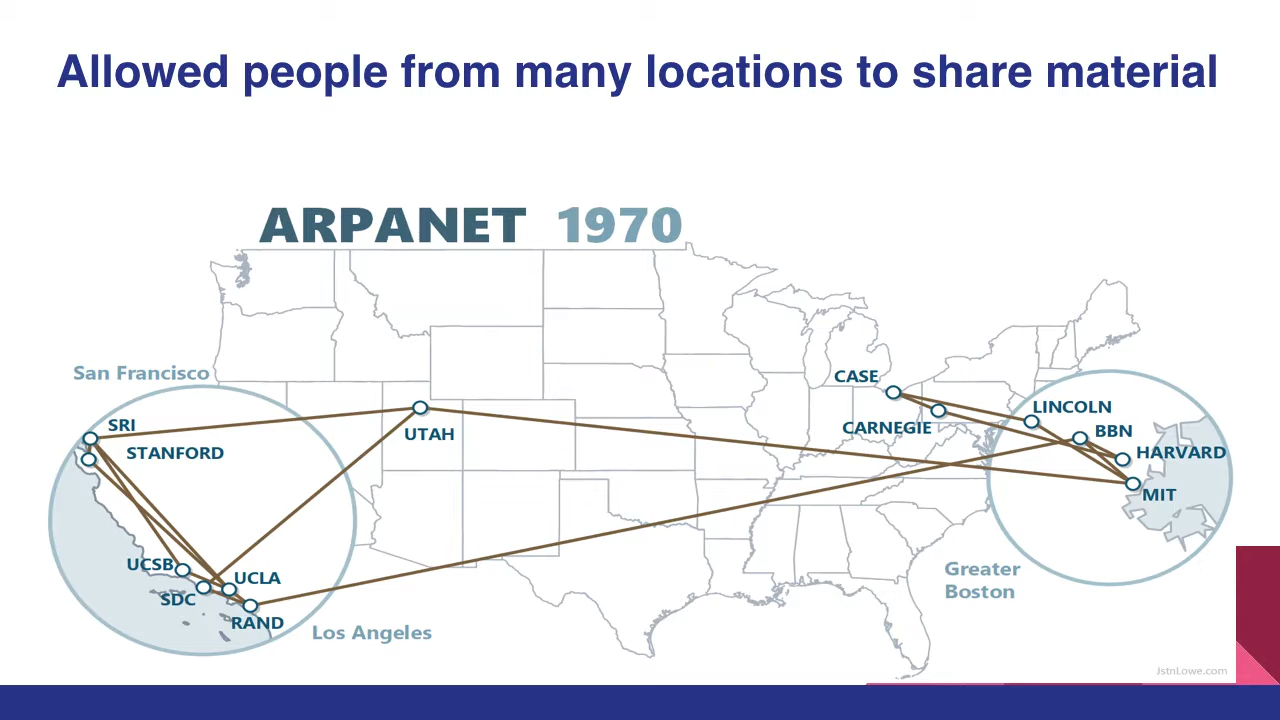 Allowed people from many locations to share material
ARPANET 1970
San Francisco
SRI
STANFORD
UTAH
UCSB
SDC
UCLA
RAND
Los Angeles
CASE
CARNEGIE
LINCOLN
BBN
HARVARD
MIT
Greater
Boston
JstnLowe.com